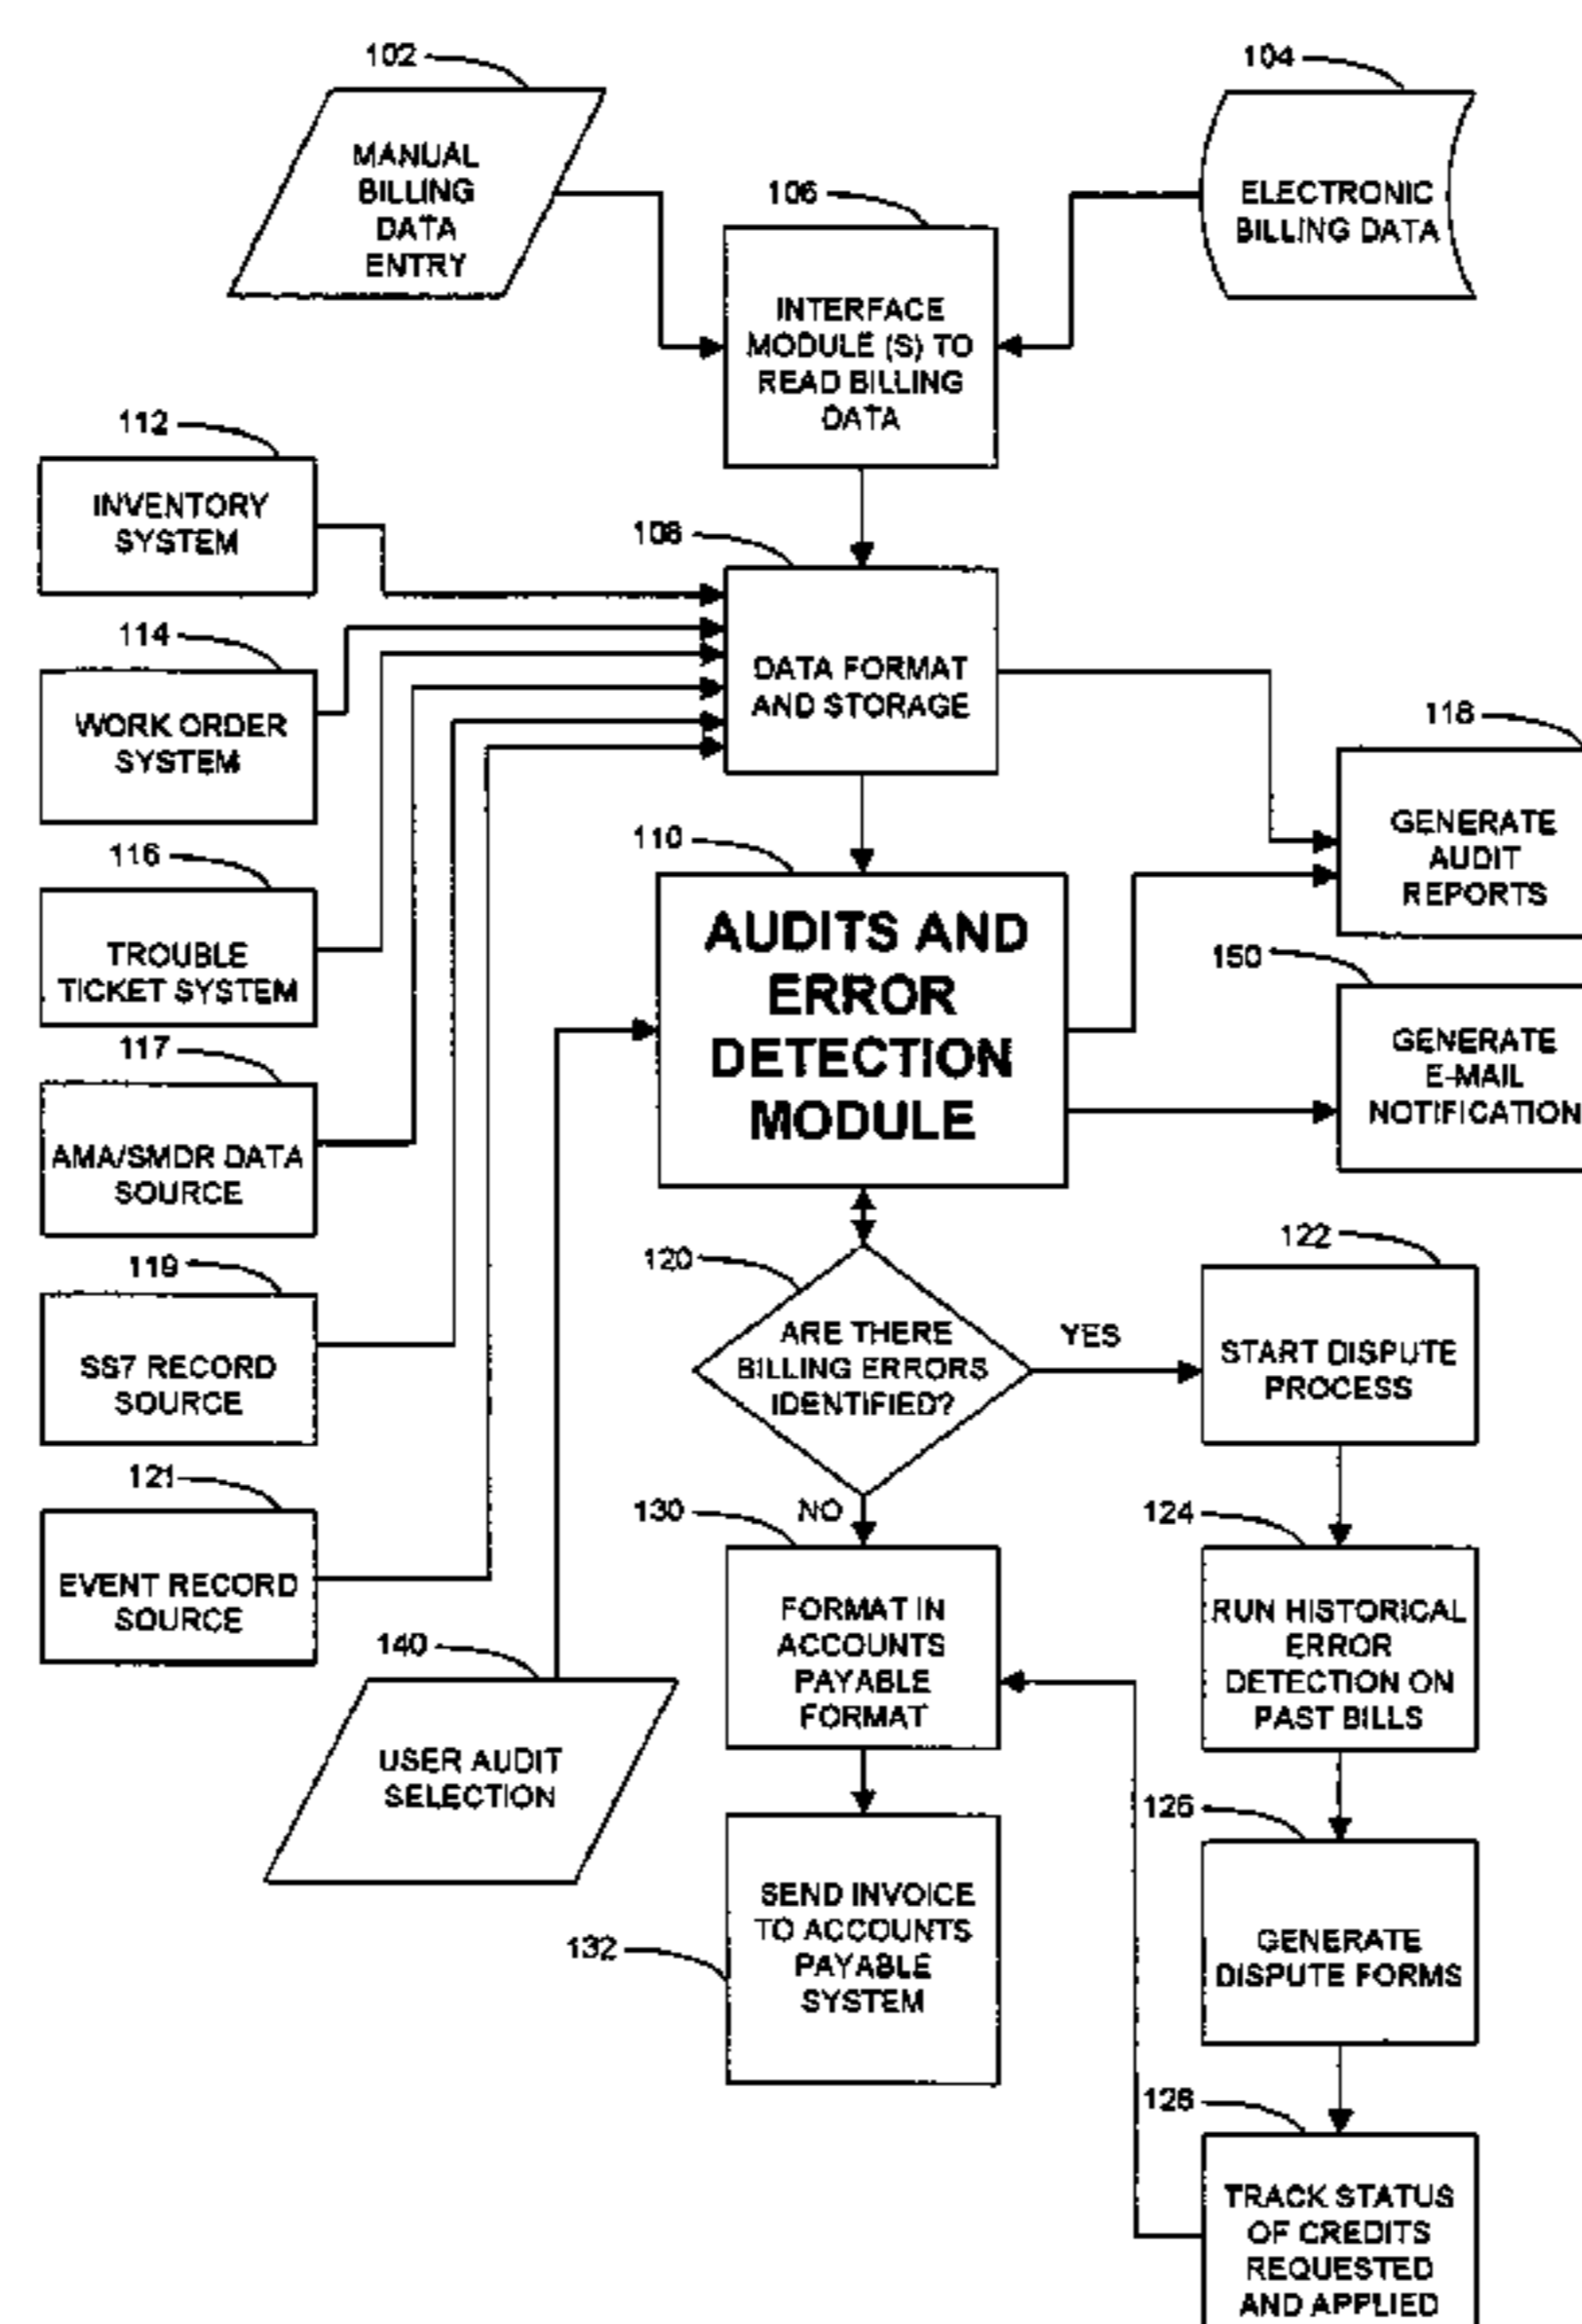 102
MANUAL
BILLING
DATA
ENTRY
104
ELECTRONIC
BILLING DATA
106
INTERFACE
MODULE (S) TO
READ BILLING
DATA
112
INVENTORY
SYSTEM
108
DATA FORMAT
AND STORAGE
114
WORK ORDER
SYSTEM
118
GENERATE
AUDIT
REPORTS
116
TROUBLE
TICKET SYSTEM
110
AUDITS AND
ERROR
DETECTION
MODULE
150
GENERATE
E-MAIL
NOTIFICATION
117
AMA/SMDR DATA
SOURCE
119
SS7 RECORD
SOURCE
120
ARE THERE
BILLING ERRORS
IDENTIFIED?
YES
NO
122
START DISPUTE
PROCESS
121
EVENT RECORD
SOURCE
130
FORMAT IN
ACCOUNTS
PAYABLE
FORMAT
124
RUN HISTORICAL
ERROR
DETECTION ON
PAST BILLS
140
USER AUDIT
SELECTION
132
SEND INVOICE
TO ACCOUNTS
PAYABLE
SYSTEM
126
GENERATE
DISPUTE FORMS
128
TRACK STATUS
OF CREDITS
REQUESTED
AND APPLIED